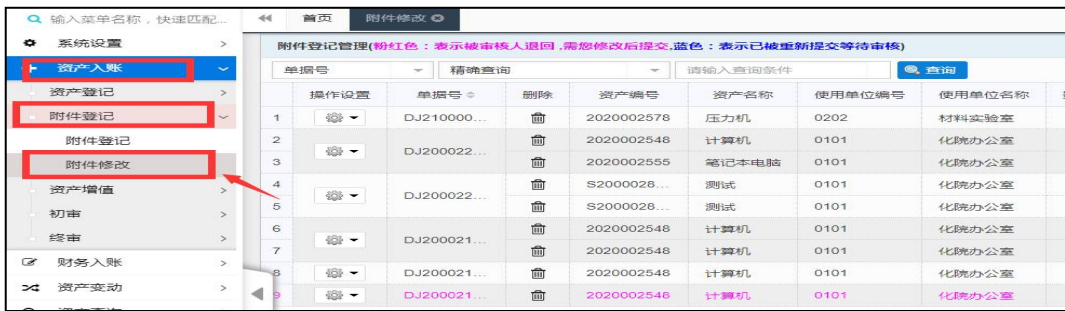 输入菜单名称，快速匹配...
首页 附件修改
系统设置
资产入账
资产登记
附件登记
附件登记
附件修改
资产增值
初审
终审
财务入账
资产变动
附件登记管理(粉红色：表示被审核人退回,需您修改后提交,蓝色：表示已被重新提交等待审核)
单据号 精确查询 请输入查询条件 查询
操作设置 单据号 删除 资产编号 资产名称 使用单位编号 使用单位名称
1 DJ210000... 2020002578 压力机 0202 材料实验室
2 DJ200022... 2020002548 计算机 0101 化院办公室
3 2020002555 笔记本电脑 0101 化院办公室
4 DJ200022... S2000028... 测试 0101 化院办公室
5 S2000028... 测试 0101 化院办公室
6 DJ200021... 2020002548 计算机 0101 化院办公室
7 2020002548 计算机 0101 化院办公室
8 DJ200021... 2020002548 计算机 0101 化院办公室
9 DJ200021... 2020002546 计算机 0101 化院办公室